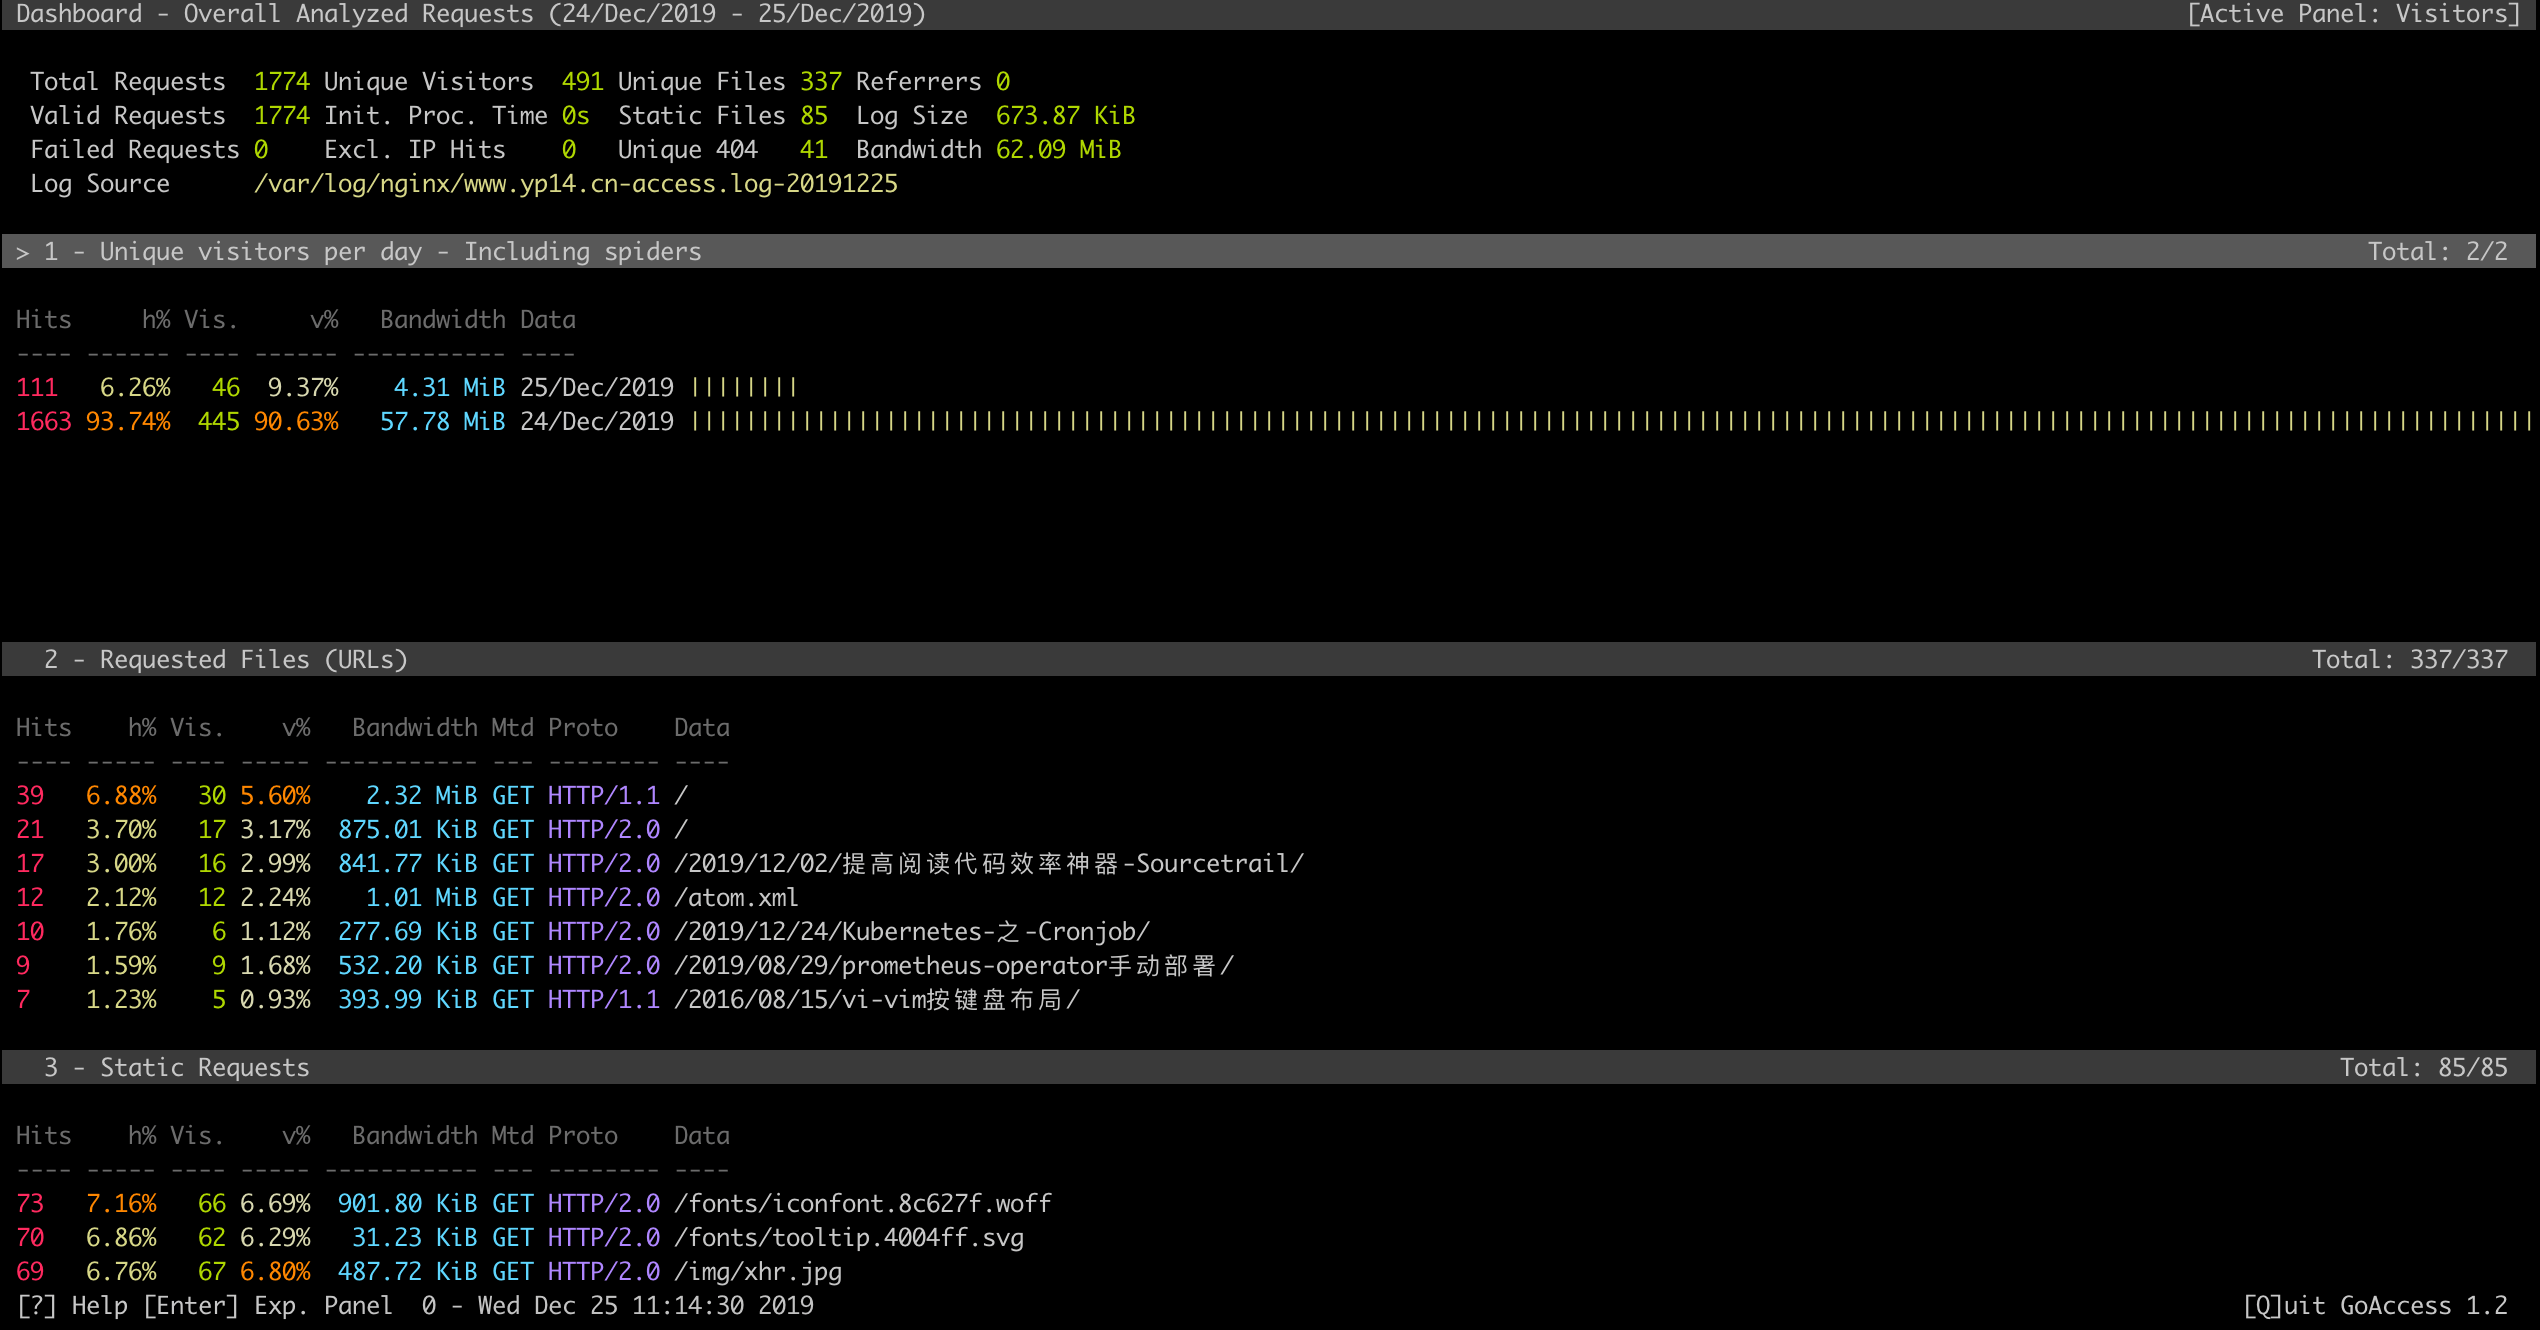 Dashboard - Overall Analyzed Requests (24/Dec/2019 - 25/Dec/2019) [Active Panel: Visitors]
Total Requests 1774 Unique Visitors 491 Unique Files 337 Referrers 0
Valid Requests 1774 Init. Proc. Time 0s Static Files 85 Log Size 673.87 KiB
Failed Requests 0 Excl. IP Hits 0 Unique 404 41 Bandwidth 62.09 MiB
Log Source /var/log/nginx/www.yp14.cn-access.log-20191225
> 1 - Unique visitors per day - Including spiders Total: 2/2
Hits h% Vis. v% Bandwidth Data
---- ------ ---- ------ ----------- ----
111 6.26% 46 9.37% 4.31 MiB 25/Dec/2019 ||||||||
1663 93.74% 445 90.63% 57.78 MiB 24/Dec/2019 ||||||||||||||||||||||||||||||||||||||||||||||||||||||||||||||||||||||||||||||||||||||||||||||||||||||||||||||||||||||||||||||||||||
2 - Requested Files (URLs) Total: 337/337
Hits h% Vis. v% Bandwidth Mtd Proto Data
---- ----- ---- ----- ----------- --- -------- ----
39 6.88% 30 5.60% 2.32 MiB GET HTTP/1.1 /
21 3.70% 17 3.17% 875.01 KiB GET HTTP/2.0 /
17 3.00% 16 2.99% 841.77 KiB GET HTTP/2.0 /2019/12/02/提高阅读代码效率神器-Sourcetrail/
12 2.12% 12 2.24% 1.01 MiB GET HTTP/2.0 /atom.xml
10 1.76% 6 1.12% 277.69 KiB GET HTTP/2.0 /2019/12/24/Kubernetes-之-Cronjob/
9 1.59% 9 1.68% 532.20 KiB GET HTTP/2.0 /2019/08/29/prometheus-operator手动部署/
7 1.23% 5 0.93% 393.99 KiB GET HTTP/1.1 /2016/08/15/vi-vim按键盘布局/
3 - Static Requests Total: 85/85
Hits h% Vis. v% Bandwidth Mtd Proto Data
---- ----- ---- ----- ----------- --- -------- ----
73 7.16% 66 6.69% 901.80 KiB GET HTTP/2.0 /fonts/iconfont.8c627f.woff
70 6.86% 62 6.29% 31.23 KiB GET HTTP/2.0 /fonts/tooltip.4004ff.svg
69 6.76% 67 6.80% 487.72 KiB GET HTTP/2.0 /img/xhr.jpg
[?] Help [Enter] Exp. Panel 0 - Wed Dec 25 11:14:30 2019 [Q]uit GoAccess 1.2